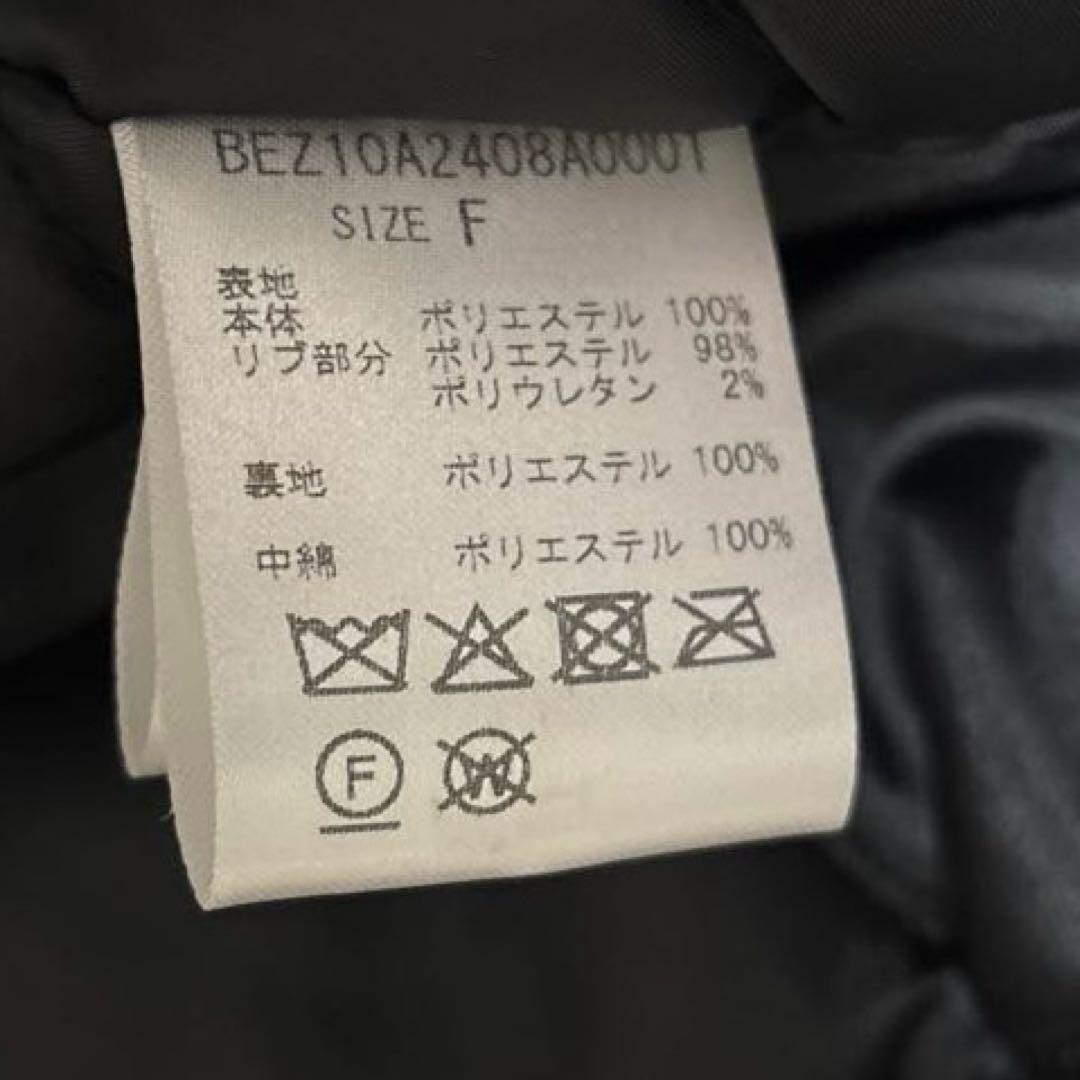 BEZ10A2408A0001
SIZE F
表地
本体 ポリエステル 100%
リブ部分 ポリエステル 98%
ポリウレタン 2%
裏地 ポリエステル 100%
中綿 ポリエステル 100%
F W